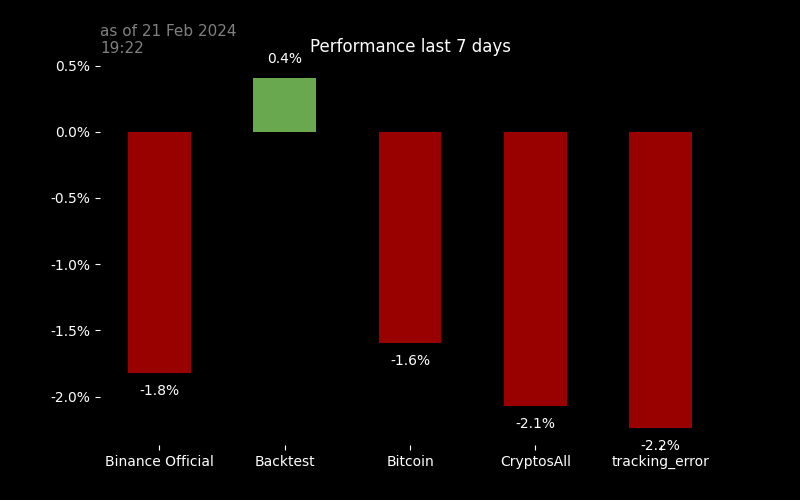 as of 21 Feb 2024
19:22
Performance last 7 days
0.5%
0.0%
-0.5%
-1.0%
-1.5%
-2.0%
0.4%
-1.8%
-1.6%
-2.1%
-2.2%
Binance Official
Backtest
Bitcoin
CryptosAll
tracking_error